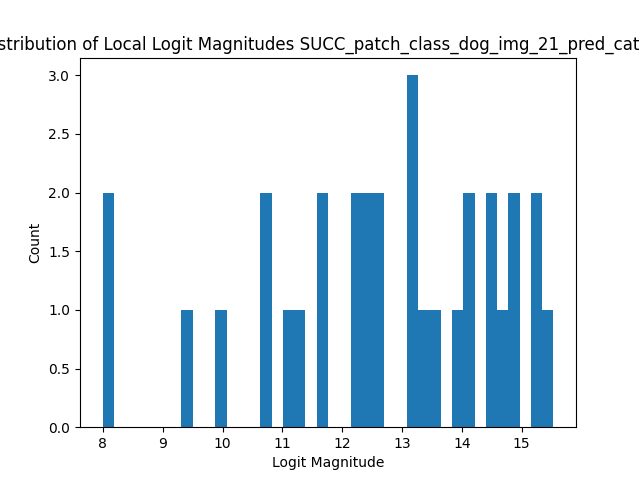 stribution of Local Logit Magnitudes SUCC_patch_class_dog_img_21_pred_cat
3.0
2.5
2.0
1.5
1.0
0.5
0.0
Count
8 9 10 11 12 13 14 15
Logit Magnitude